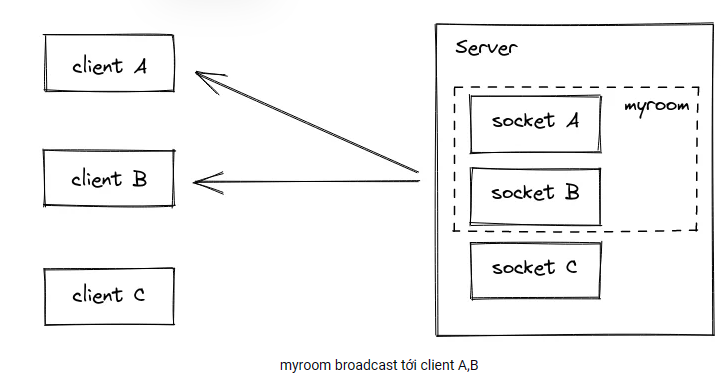 Server
client A
socket A
myroom
client B
socket B
socket C
client C
myroom broadcast tới client A,B